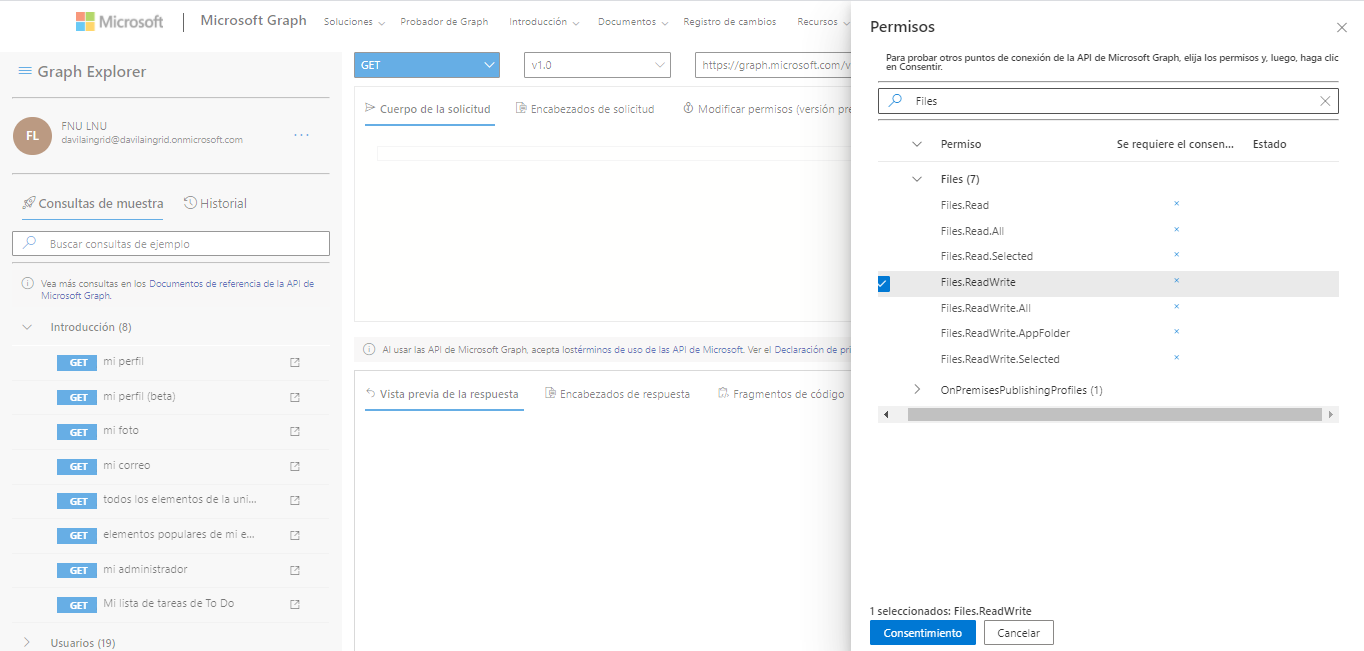 Microsoft
Microsoft Graph
Soluciones
Probador de Graph
Introducción
Documentos
Registro de cambios
Recursos
Graph Explorer
FL
FNU LNU
davilaingrid@davilaingrid.onmicrosoft.com
...
Consultas de muestra
Historial
Buscar consultas de ejemplo
Vea más consultas en los Documentos de referencia de la API de
Microsoft Graph.
Introducción (8)
GET mi perfil
GET mi perfil (beta)
GET mi foto
GET mi correo
GET todos los elementos de la uni...
GET elementos populares de mi e...
GET mi administrador
GET Mi lista de tareas de To Do
Usuarios (19)
GET
v1.0
https://graph.microsoft.com/v
Cuerpo de la solicitud
Encabezados de solicitud
Modificar permisos (versión pre
Al usar las API de Microsoft Graph, acepta lostérminos de uso de las API de Microsoft. Ver el Declaración de pri
Vista previa de la respuesta
Encabezados de respuesta
Fragmentos de código
Permisos
Para probar otros puntos de conexión de la API de Microsoft Graph, elija los permisos y, luego, haga clic
en Consentir.
Files
Permiso
Se requiere el consen...
Estado
Files (7)
Files.Read
Files.Read.All
Files.Read.Selected
Files.ReadWrite
Files.ReadWrite.All
Files.ReadWrite.AppFolder
Files.ReadWrite.Selected
OnPremisesPublishingProfiles (1)
1 seleccionados: Files.ReadWrite
Consentimiento
Cancelar